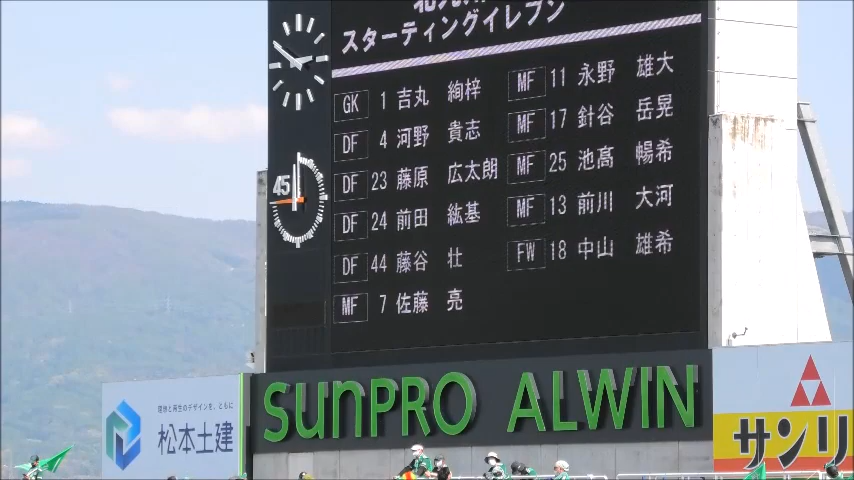 スターティングイレブン
GK 1 吉丸 絢梓
DF 4 河野 貴志
DF 23 藤原 広太朗
DF 24 前田 紘基
DF 44 藤谷 壮
MF 7 佐藤 亮
MF 11 永野 雄大
MF 17 針谷 岳晃
MF 25 池髙 暢希
MF 13 前川 大河
FW 18 中山 雄希
45
SUNPRO ALWIN
松本土建
サンリ